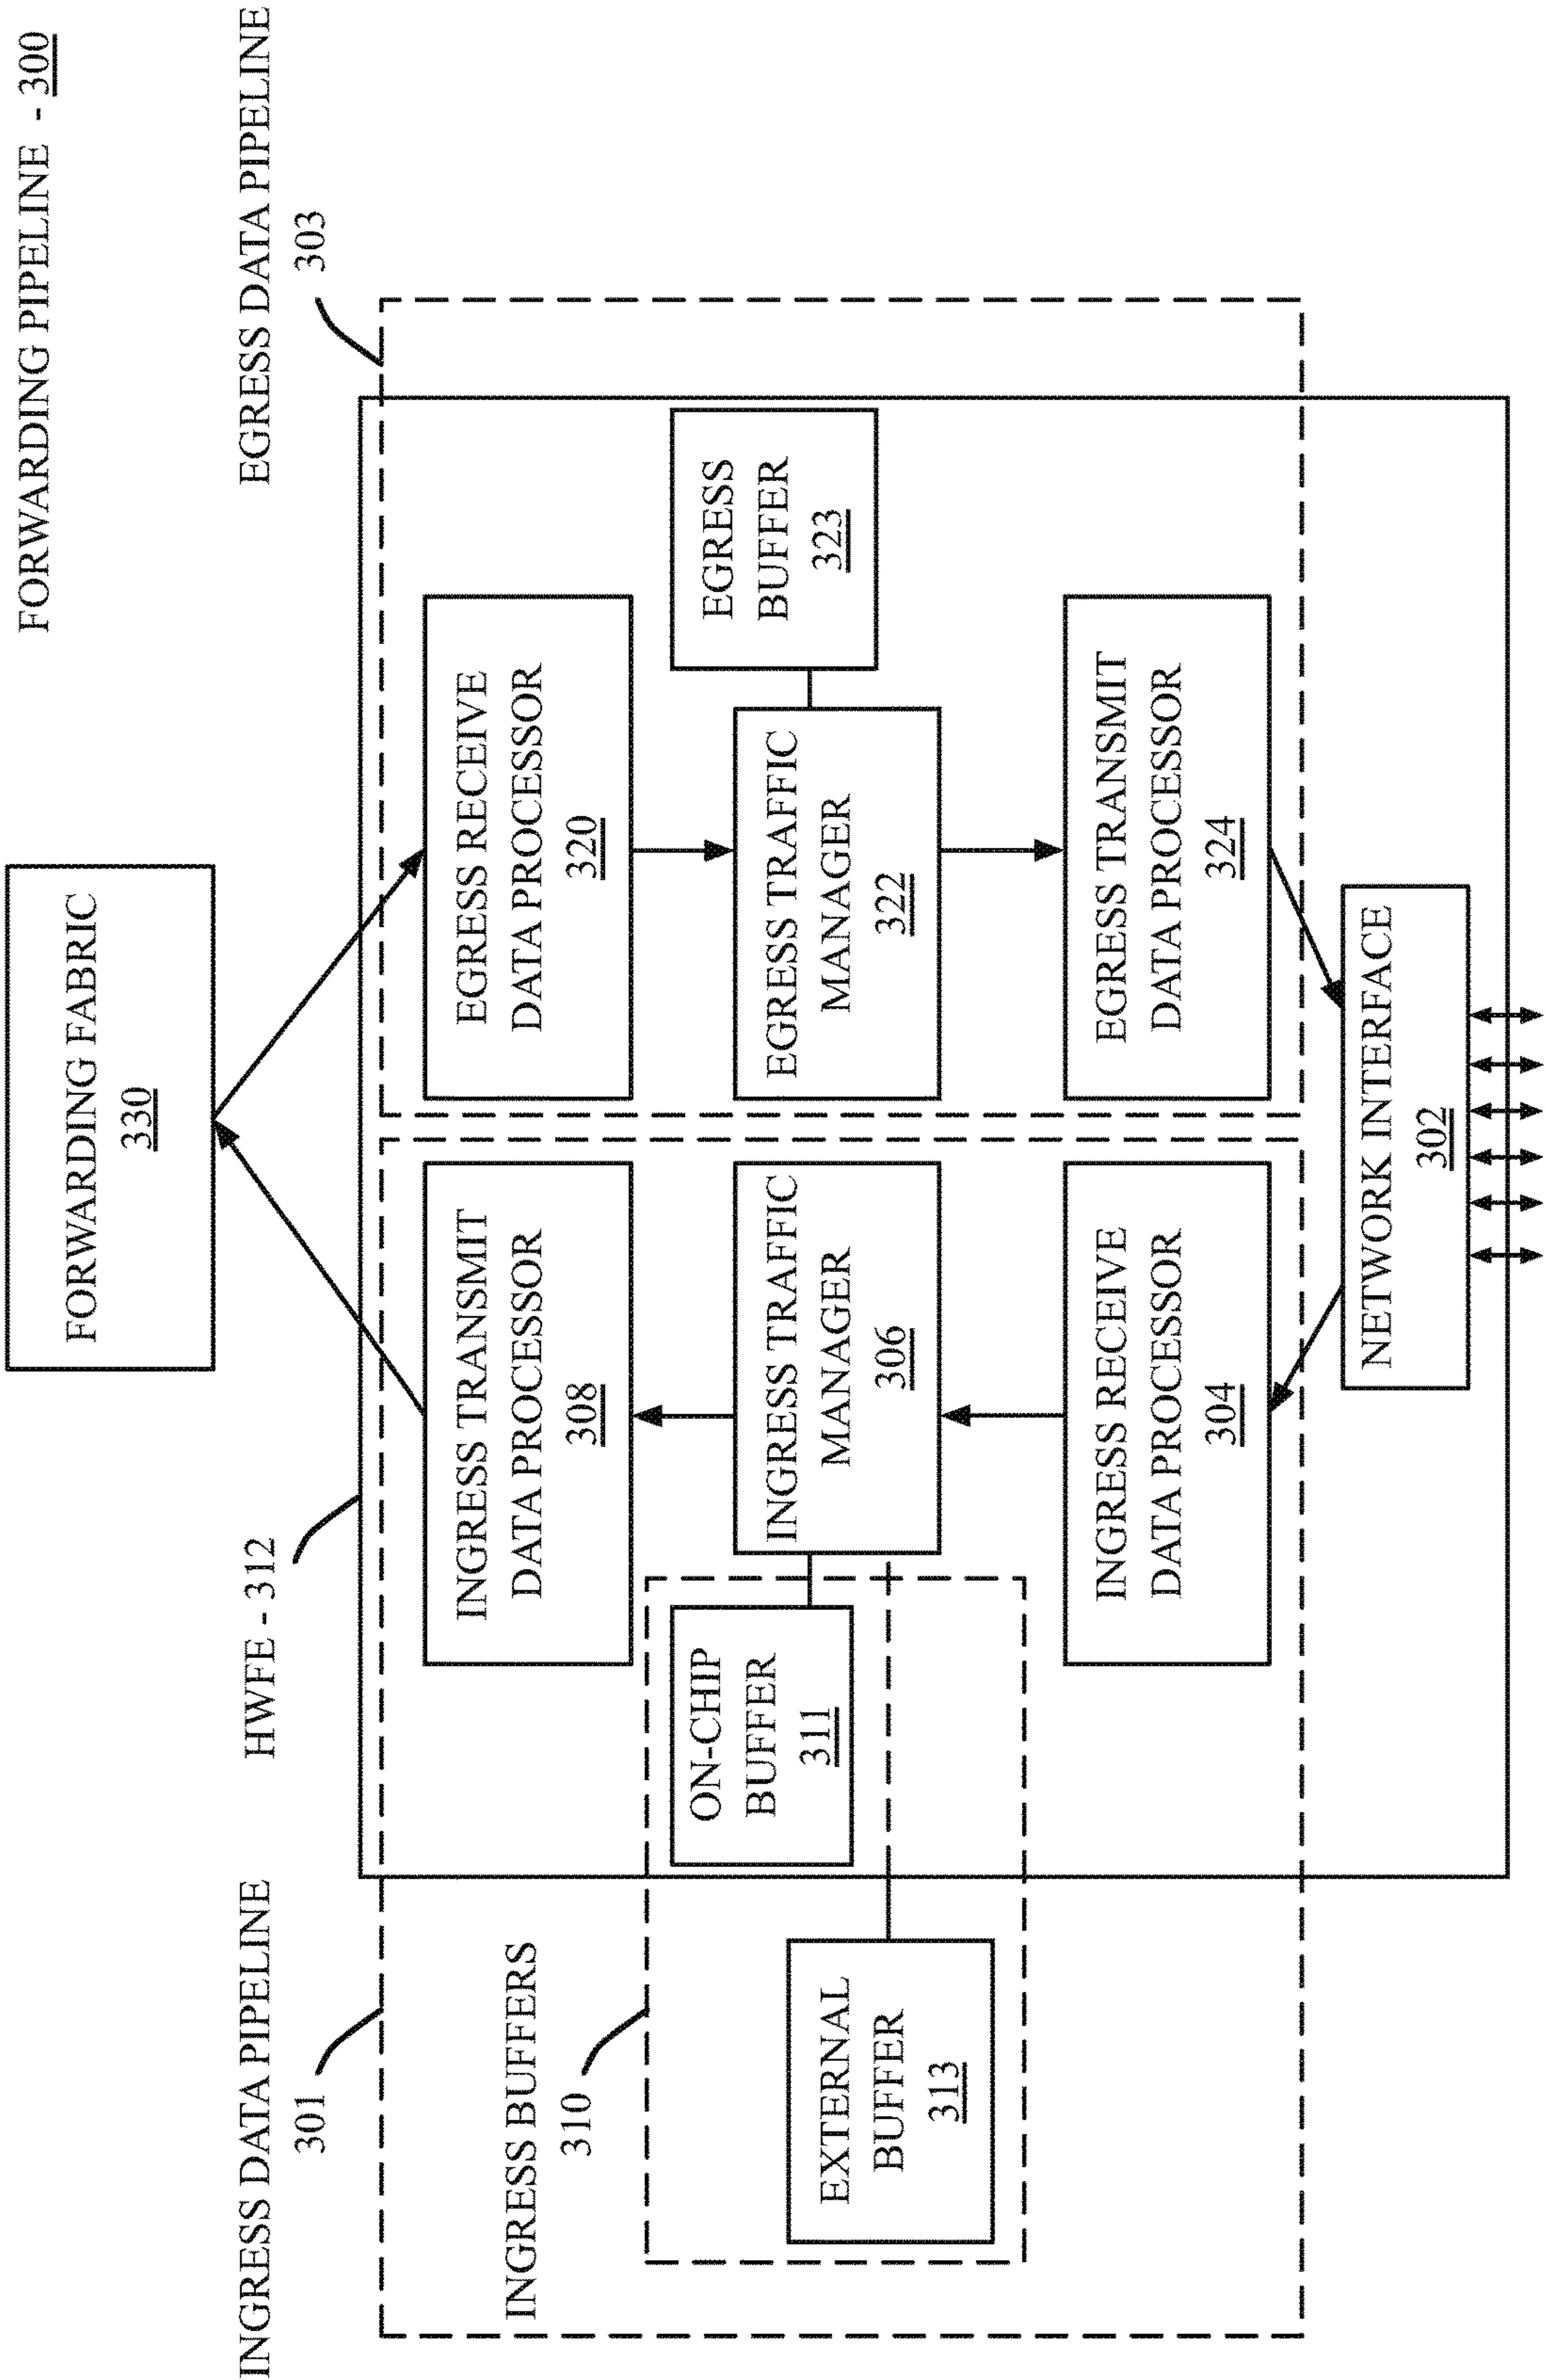 FORWARDING PIPELINE - 300
FORWARDING FABRIC
330
INGRESS DATA PIPELINE
301
HWFE - 312
EGRESS DATA PIPELINE
303
INGRESS BUFFERS
310
INGRESS TRANSMIT
DATA PROCESSOR
308
EGRESS RECEIVE
DATA PROCESSOR
320
EXTERNAL
BUFFER
313
ON-CHIP
BUFFER
311
INGRESS TRAFFIC
MANAGER
306
EGRESS TRAFFIC
MANAGER
322
EGRESS
BUFFER
323
INGRESS RECEIVE
DATA PROCESSOR
304
EGRESS TRANSMIT
DATA PROCESSOR
324
NETWORK INTERFACE
302